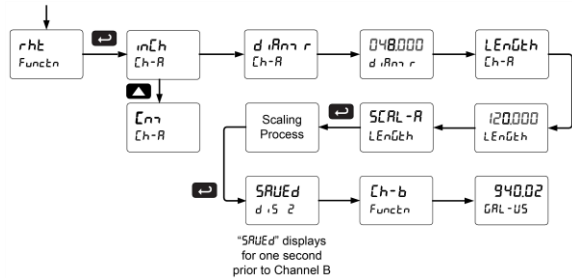 rht
Functn
inCh
Ch-A
diAm r
Ch-A
048.000
diAm r
LEnGth
Ch-A
Cm
Ch-A
Scaling
Process
SCAL-A
LEnGth
120.000
LEnGth
SAVEd
diS 2
Ch-b
Functn
940.02
GAL-US
"SAVEd" displays
for one second
prior to Channel B